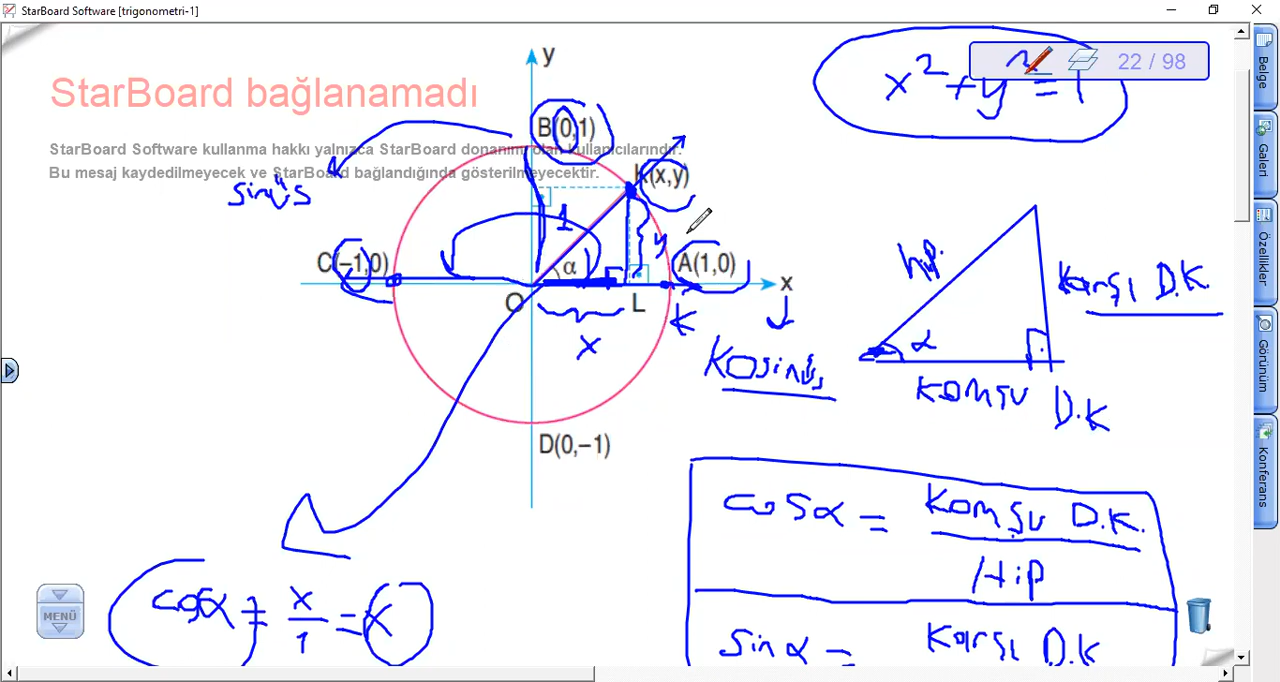 StarBoard Software [trigonometri-1]
22 / 98
x² + y² = 1
StarBoard bağlanamadı
StarBoard Software kullanma hakkı yalnızca StarBoard donanımı olan kullanıcılarındır.
Bu mesaj kaydedilmeyecek ve StarBoard bağlandığında gösterilmeyecektir.
y
B(0,1)
K(x,y)
sinüs
1
y
C(-1,0)
α
A(1,0)
x
O
L
x
K
Kosinüs
hip.
Karşı D.K.
α
Komşu D.K
D(0,-1)
cosα = Komşu D.K.
Hip
cosα = x/1 = x
sinα = Karşı D.K
MENÜ
Belge
Galeri
Özellikler
Görünüm
Konferans